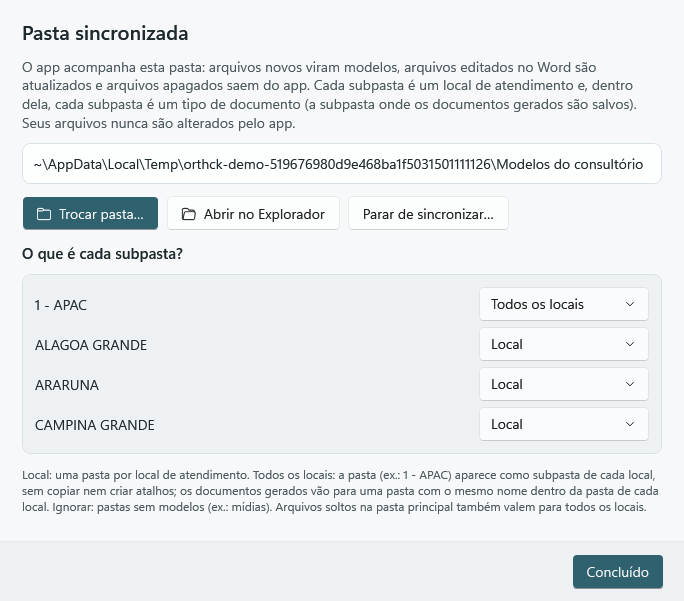 Pasta sincronizada
O app acompanha esta pasta: arquivos novos viram modelos, arquivos editados no Word são
atualizados e arquivos apagados saem do app. Cada subpasta é um local de atendimento e, dentro
dela, cada subpasta é um tipo de documento (a subpasta onde os documentos gerados são salvos).
Seus arquivos nunca são alterados pelo app.
~\AppData\Local\Temp\orthck-demo-519676980d9e468ba1f5031501111126\Modelos do consultório
Trocar pasta...
Abrir no Explorador
Parar de sincronizar...
O que é cada subpasta?
1 - APAC
Todos os locais
ALAGOA GRANDE
Local
ARARUNA
Local
CAMPINA GRANDE
Local
Local: uma pasta por local de atendimento. Todos os locais: a pasta (ex.: 1 - APAC) aparece como subpasta de cada local,
sem copiar nem criar atalhos; os documentos gerados vão para uma pasta com o mesmo nome dentro da pasta de cada
local. Ignorar: pastas sem modelos (ex.: mídias). Arquivos soltos na pasta principal também valem para todos os locais.
Concluído